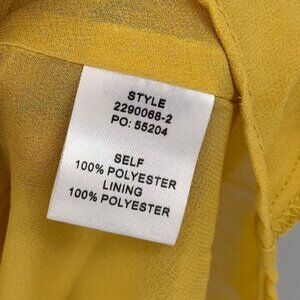 STYLE
2290068-2
PO: 55204
SELF
100% POLYESTER
LINING
100% POLYESTER